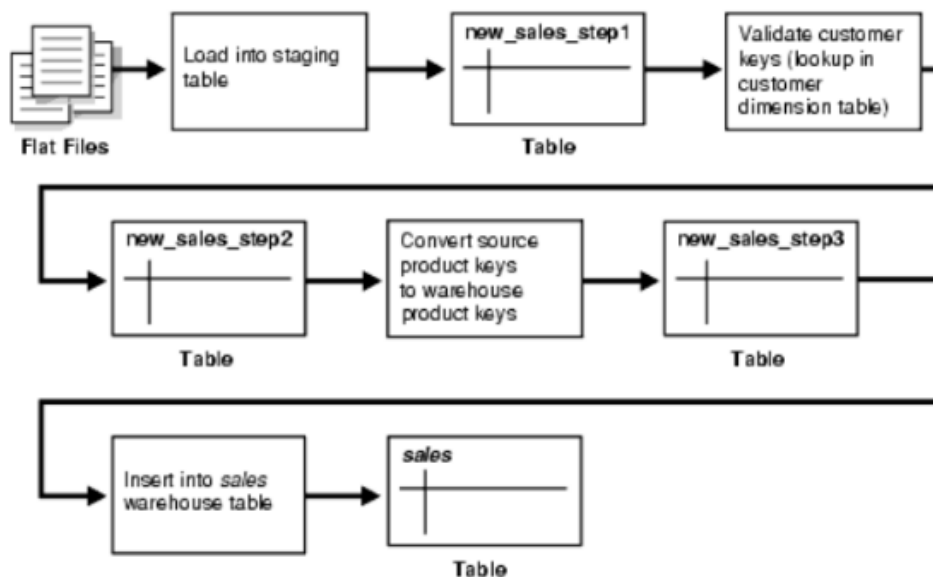 Flat Files
Load into staging
table
new_sales_step1
Table
Validate customer
keys (lookup in
customer
dimension table)
new_sales_step2
Table
Convert source
product keys
to warehouse
product keys
new_sales_step3
Table
Insert into sales
warehouse table
sales
Table